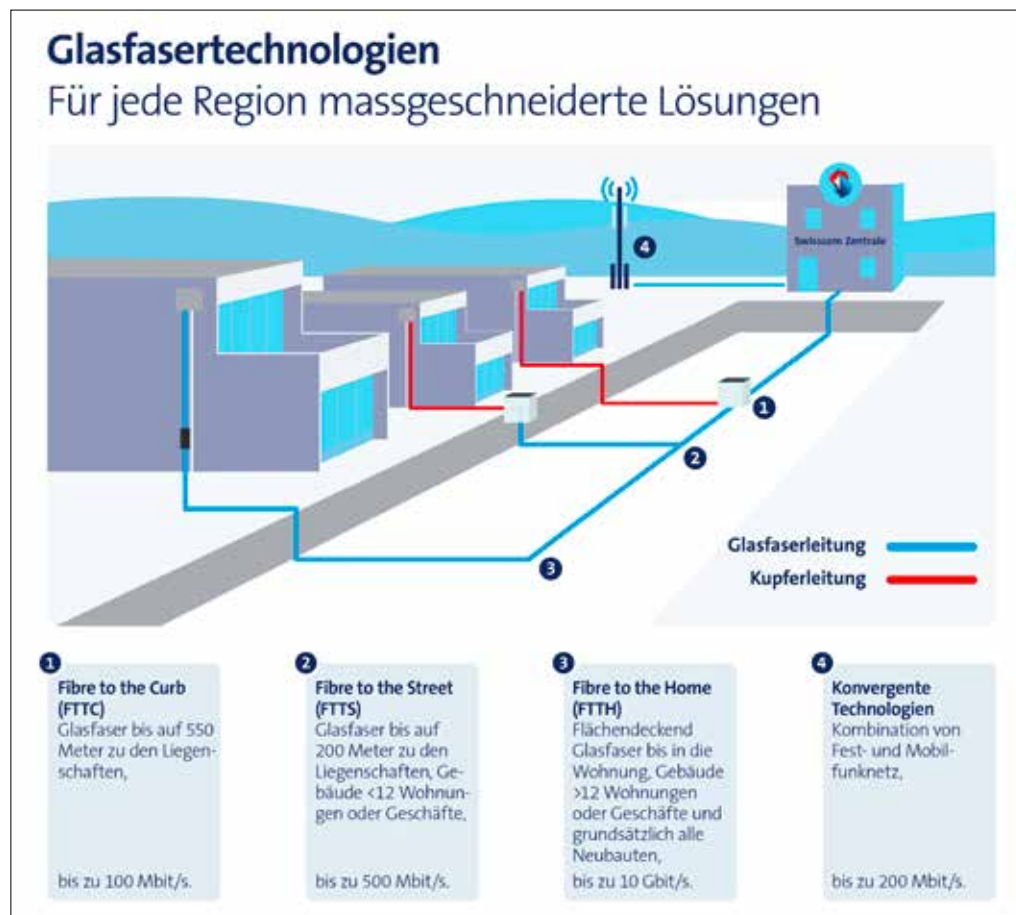 Glasfasertechnologien
Für jede Region massgeschneiderte Lösungen
Swisscom Zentrale
4
1
2
3
Glasfaserleitung
Kupferleitung
1
Fibre to the Curb
(FTTC)
Glasfaser bis auf 550
Meter zu den Liegen-
schaften,
bis zu 100 Mbit/s.
2
Fibre to the Street
(FTTS)
Glasfaser bis auf
200 Meter zu den
Liegenschaften, Ge-
bäude <12 Wohnun-
gen oder Geschäfte,
bis zu 500 Mbit/s.
3
Fibre to the Home
(FTTH)
Flächendeckend
Glasfaser bis in die
Wohnung, Gebäude
>12 Wohnungen
oder Geschäfte und
grundsätzlich alle
Neubauten,
bis zu 10 Gbit/s.
4
Konvergente
Technologien
Kombination von
Fest- und Mobil-
funknetz,
bis zu 200 Mbit/s.